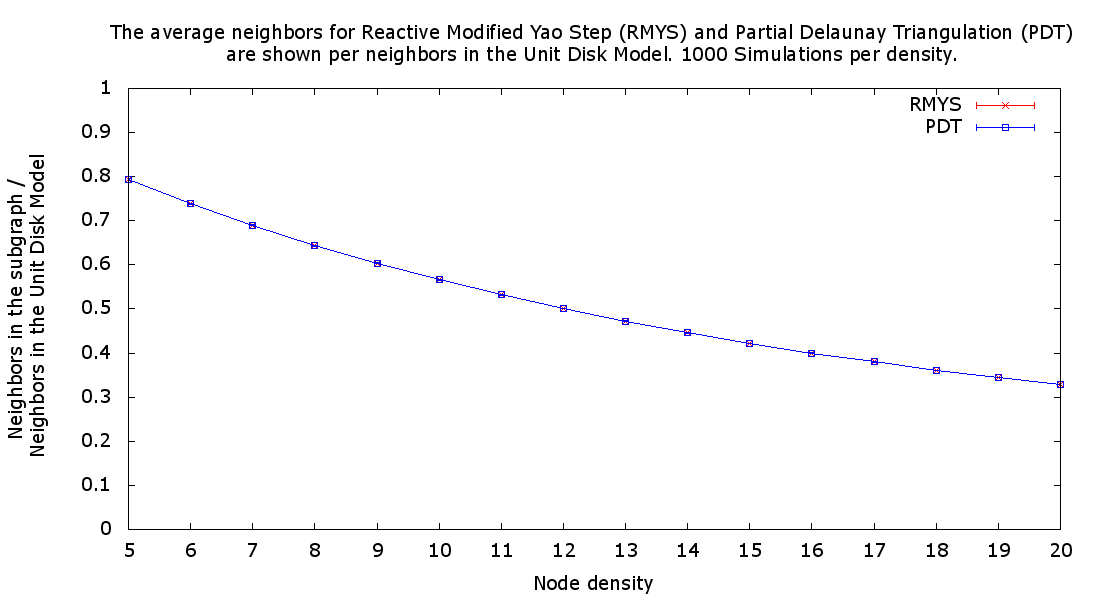 The average neighbors for Reactive Modified Yao Step (RMYS) and Partial Delaunay Triangulation (PDT)
are shown per neighbors in the Unit Disk Model. 1000 Simulations per density.
RMYS
PDT
Neighbors in the subgraph /
Neighbors in the Unit Disk Model
1
0.9
0.8
0.7
0.6
0.5
0.4
0.3
0.2
0.1
0
5 6 7 8 9 10 11 12 13 14 15 16 17 18 19 20
Node density